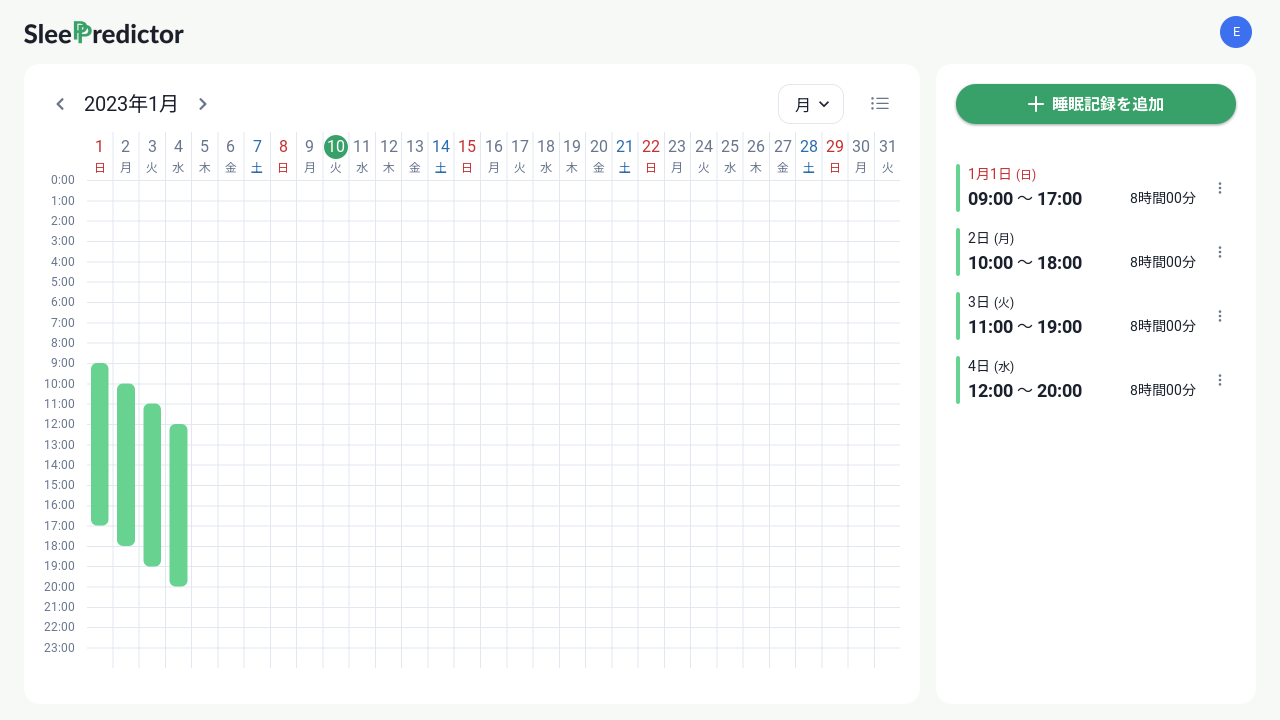 SleePredictor
E
2023年1月
月
1 2 3 4 5 6 7 8 9 10 11 12 13 14 15 16 17 18 19 20 21 22 23 24 25 26 27 28 29 30 31
日 月 火 水 木 金 土 日 月 火 水 木 金 土 日 月 火 水 木 金 土 日 月 火 水 木 金 土 日 月 火
0:00
1:00
2:00
3:00
4:00
5:00
6:00
7:00
8:00
9:00
10:00
11:00
12:00
13:00
14:00
15:00
16:00
17:00
18:00
19:00
20:00
21:00
22:00
23:00
睡眠記録を追加
1月1日 (日)
09:00 〜 17:00 8時間00分
2日 (月)
10:00 〜 18:00 8時間00分
3日 (火)
11:00 〜 19:00 8時間00分
4日 (水)
12:00 〜 20:00 8時間00分